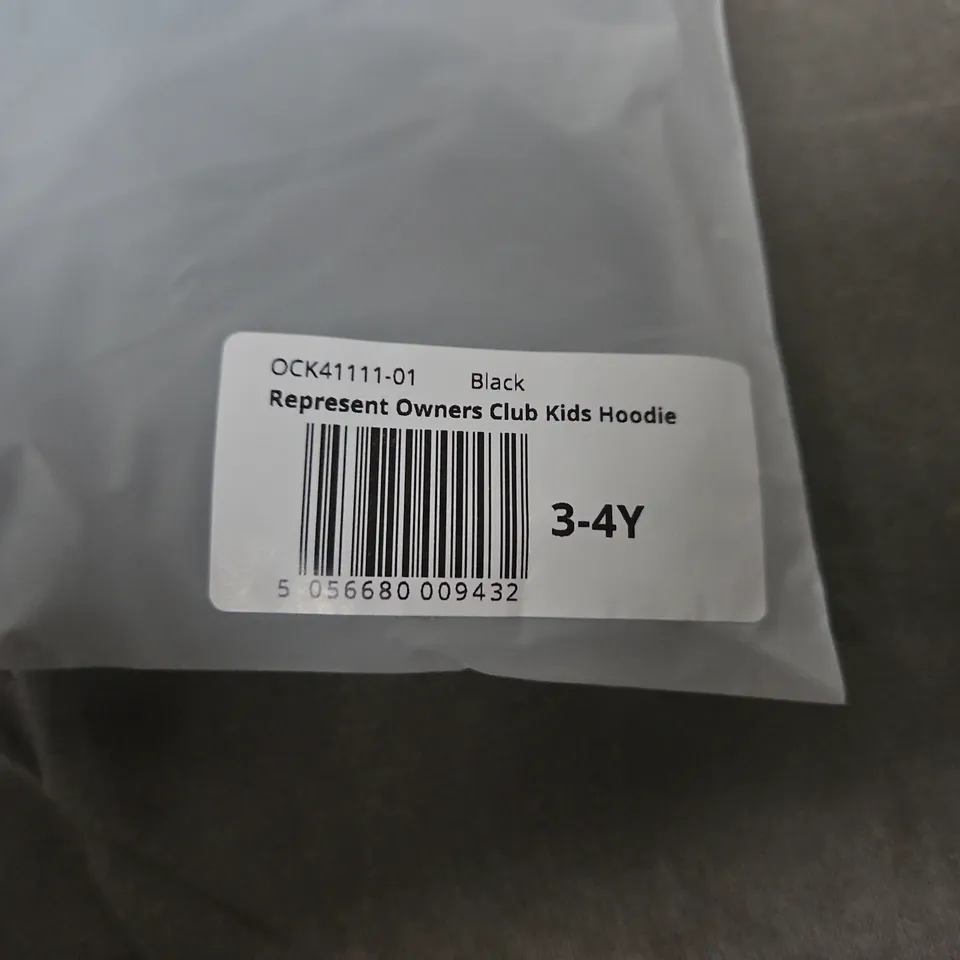 OCK41111-01 Black
Represent Owners Club Kids Hoodie
3-4Y
5 056680 009432